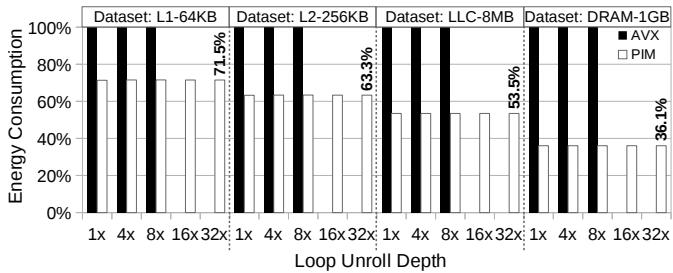 Dataset: L1-64KB Dataset: L2-256KB Dataset: LLC-8MB Dataset: DRAM-1GB
Energy Consumption
100%
80%
60%
40%
20%
0%
AVX
PIM
71.5%
63.3%
53.5%
36.1%
1x 4x 8x 16x 32x 1x 4x 8x 16x 32x 1x 4x 8x 16x 32x 1x 4x 8x 16x 32x
Loop Unroll Depth